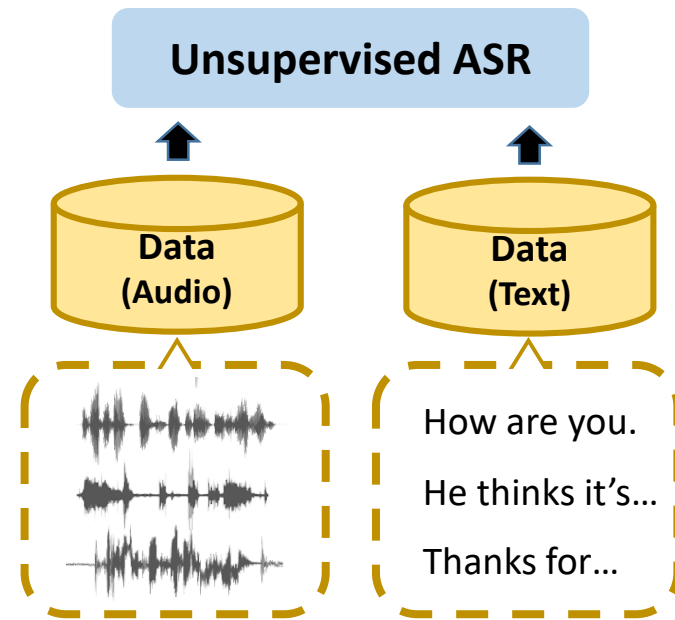 Unsupervised ASR
Data
(Audio)
Data
(Text)
How are you.
He thinks it’s…
Thanks for…